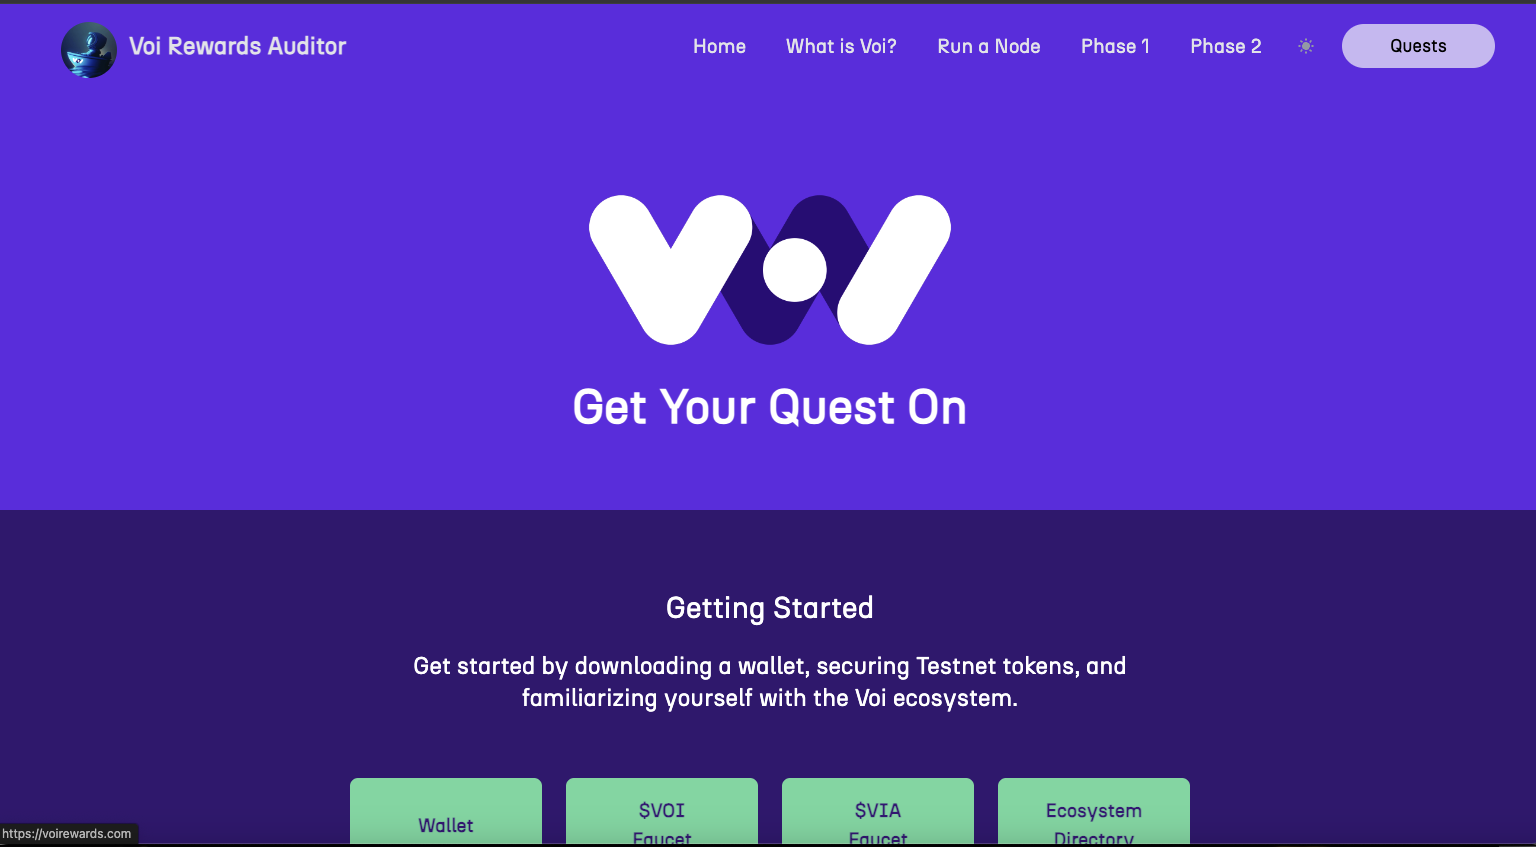 Voi Rewards Auditor
Home
What is Voi?
Run a Node
Phase 1
Phase 2
Quests
VOI
Get Your Quest On
Getting Started
Get started by downloading a wallet, securing Testnet tokens, and
familiarizing yourself with the Voi ecosystem.
Wallet
$VOI
Faucet
$VIA
Faucet
Ecosystem
Directory
https://voirewards.com